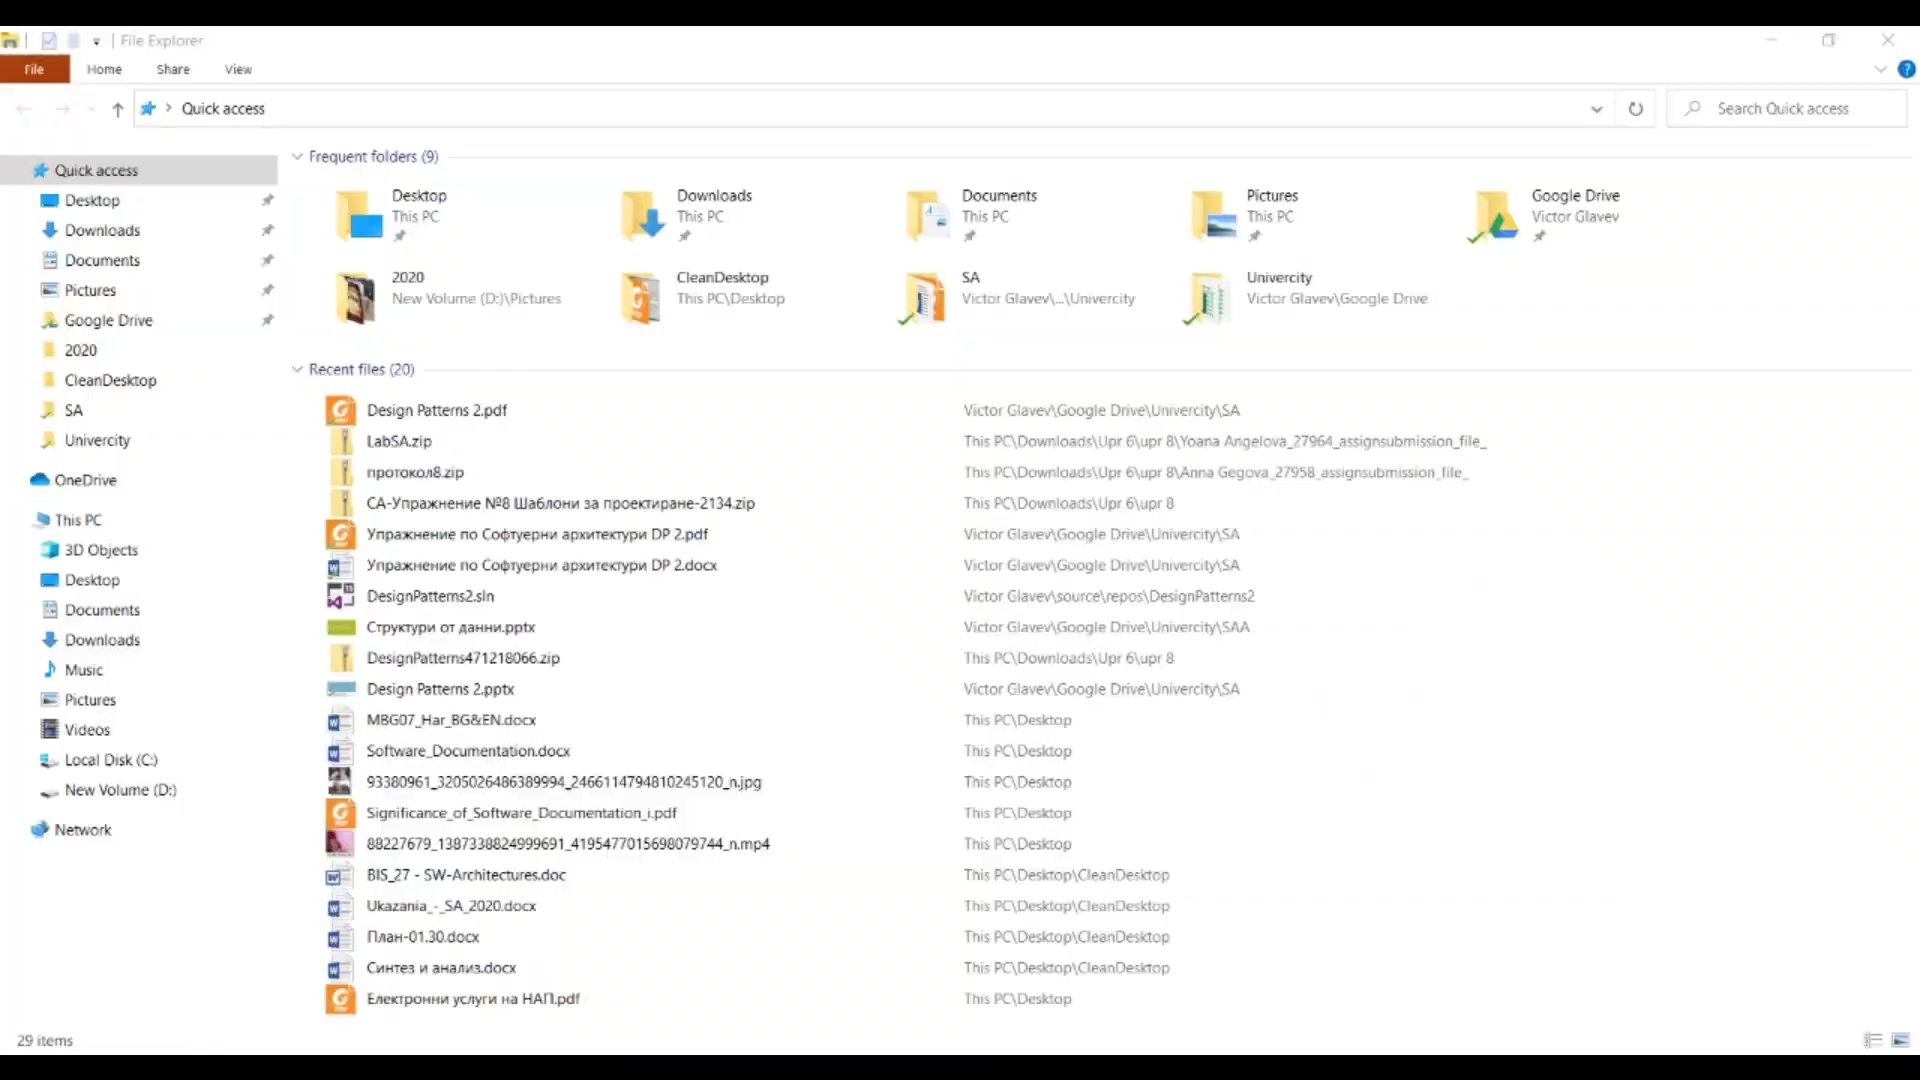 File Explorer
File Home Share View
Quick access
Search Quick access
Quick access
Desktop
Downloads
Documents
Pictures
Google Drive
2020
CleanDesktop
SA
Univercity
OneDrive
This PC
3D Objects
Desktop
Documents
Downloads
Music
Pictures
Videos
Local Disk (C:)
New Volume (D:)
Network
Frequent folders (9)
Desktop
This PC
Downloads
This PC
Documents
This PC
Pictures
This PC
Google Drive
Victor Glavev
2020
New Volume (D:)\Pictures
CleanDesktop
This PC\Desktop
SA
Victor Glavev\...\Univercity
Univercity
Victor Glavev\Google Drive
Recent files (20)
Design Patterns 2.pdf Victor Glavev\Google Drive\Univercity\SA
LabSA.zip This PC\Downloads\Upr 6\upr 8\Yoana Angelova_27964_assignsubmission_file_
протокол8.zip This PC\Downloads\Upr 6\upr 8\Anna Gegova_27958_assignsubmission_file_
СА-Упражнение №8 Шаблони за проектиране-2134.zip This PC\Downloads\Upr 6\upr 8
Упражнение по Софтуерни архитектури DP 2.pdf Victor Glavev\Google Drive\Univercity\SA
Упражнение по Софтуерни архитектури DP 2.docx Victor Glavev\Google Drive\Univercity\SA
DesignPatterns2.sln Victor Glavev\source\repos\DesignPatterns2
Структури от данни.pptx Victor Glavev\Google Drive\Univercity\SAA
DesignPatterns471218066.zip This PC\Downloads\Upr 6\upr 8
Design Patterns 2.pptx Victor Glavev\Google Drive\Univercity\SA
MBG07_Har_BG&EN.docx This PC\Desktop
Software_Documentation.docx This PC\Desktop
93380961_3205026486389994_2466114794810245120_n.jpg This PC\Desktop
Significance_of_Software_Documentation_i.pdf This PC\Desktop
88227679_1387338824999691_4195477015698079744_n.mp4 This PC\Desktop
BIS_27 - SW-Architectures.doc This PC\Desktop\CleanDesktop
Ukazania_-_SA_2020.docx This PC\Desktop\CleanDesktop
План-01.30.docx This PC\Desktop\CleanDesktop
Синтез и анализ.docx This PC\Desktop\CleanDesktop
Електронни услуги на НАП.pdf This PC\Desktop
29 items